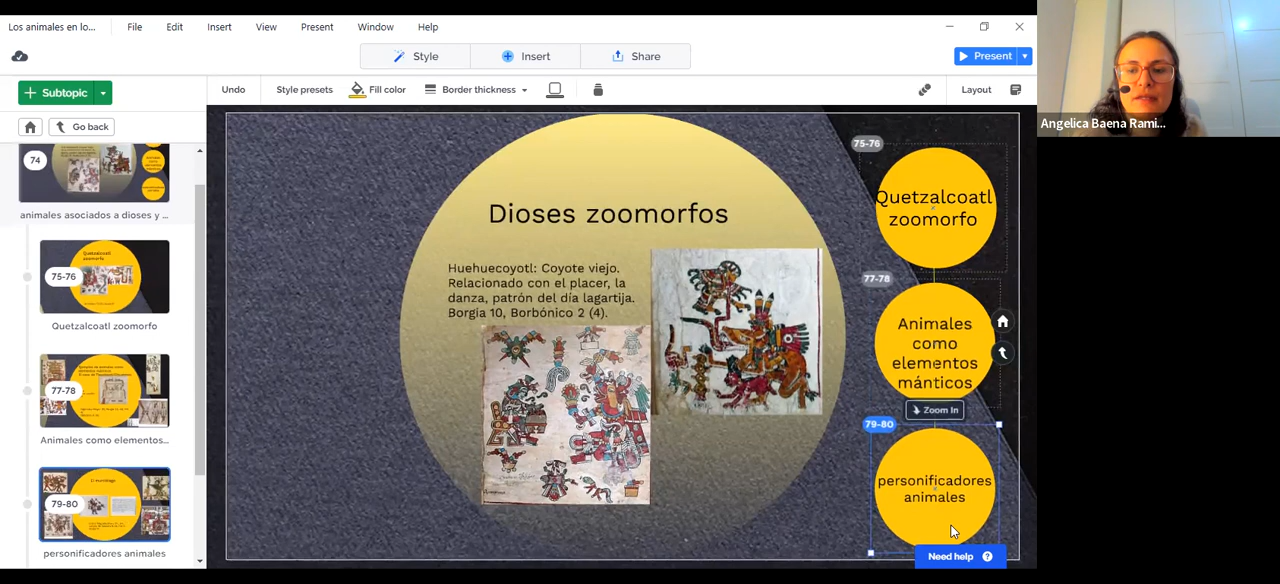 Los animales en lo...
File
Edit
Insert
View
Present
Window
Help
Style
Insert
Share
Present
Subtopic
Undo
Style presets
Fill color
Border thickness
Layout
Go back
74
animales asociados a dioses y ...
75-76
Quetzalcoatl zoomorfo
77-78
Animales como elementos...
79-80
personificadores animales
Dioses zoomorfos
Huehuecoyotl: Coyote viejo.
Relacionado con el placer, la
danza, patrón del día lagartija.
Borgia 10, Borbónico 2 (4).
75-76
Quetzalcoatl
zoomorfo
77-78
Animales
como
elementos
mánticos
Zoom In
79-80
personificadores
animales
Need help
Angelica Baena Rami...